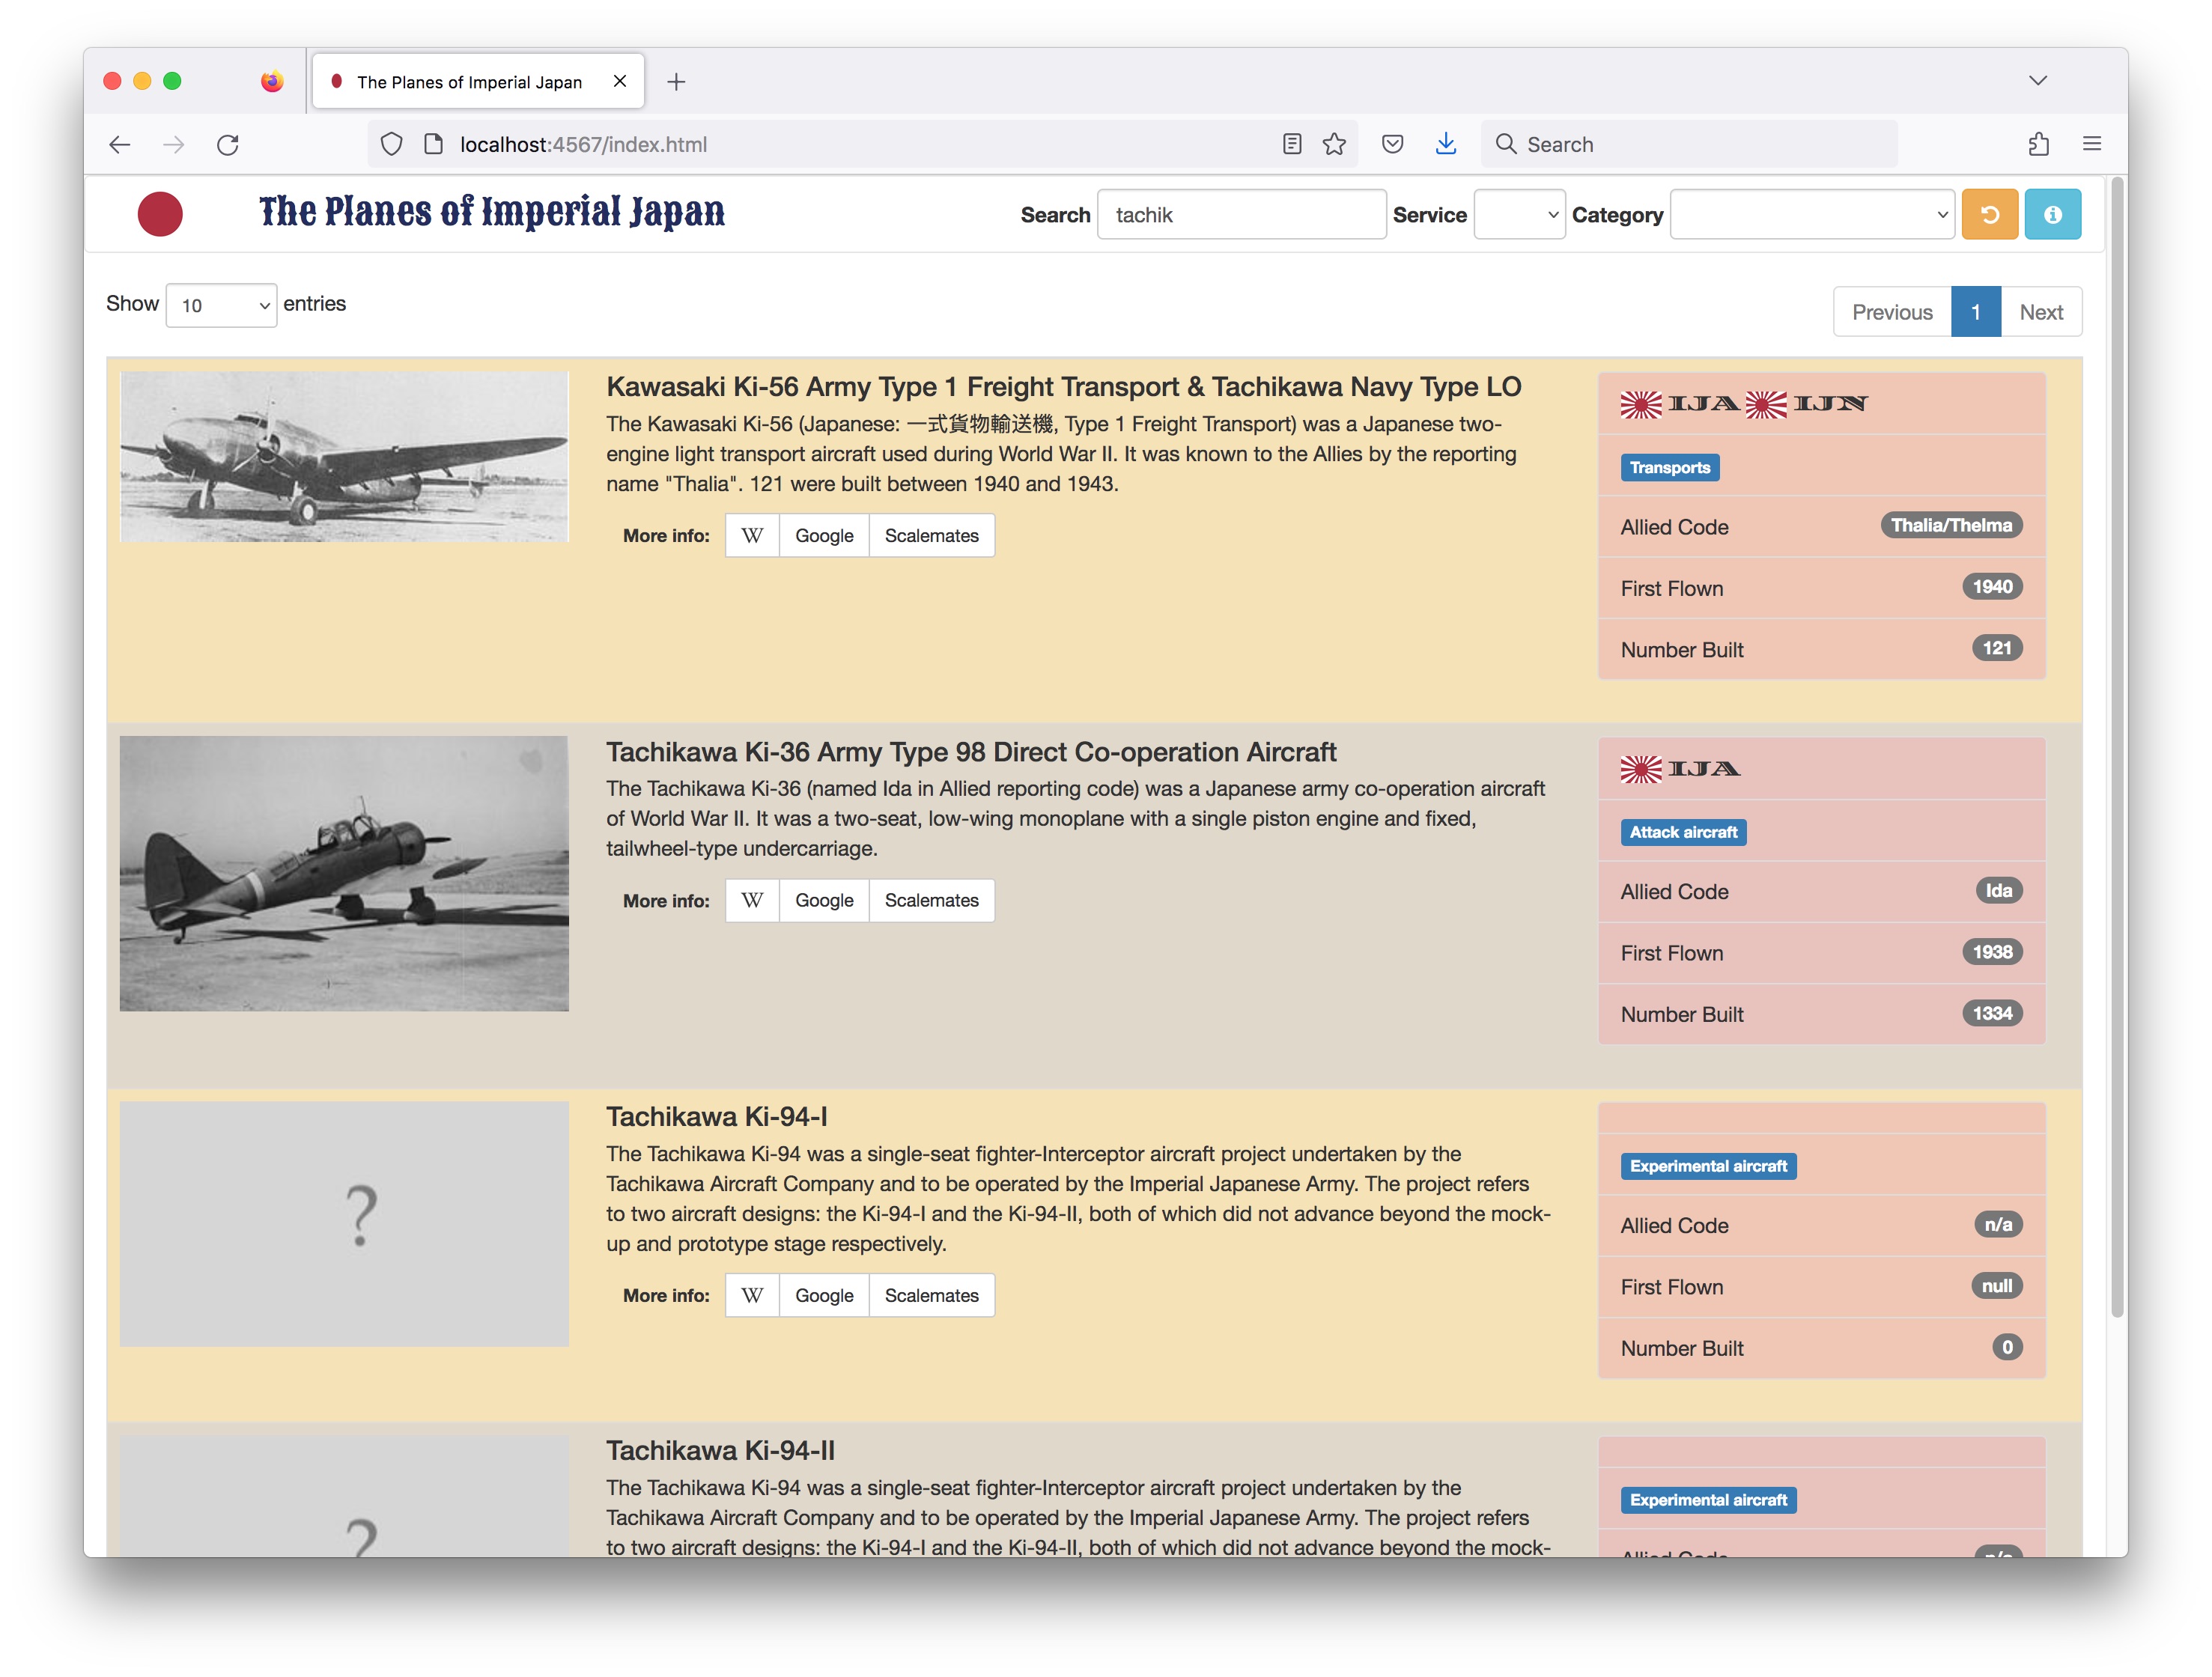 The Planes of Imperial Japan
localhost:4567/index.html
Search
The Planes of Imperial Japan
Search tachik Service Category
Show 10 entries
Previous 1 Next
Kawasaki Ki-56 Army Type 1 Freight Transport & Tachikawa Navy Type LO
The Kawasaki Ki-56 (Japanese: 一式貨物輸送機, Type 1 Freight Transport) was a Japanese two-
engine light transport aircraft used during World War II. It was known to the Allies by the reporting
name "Thalia". 121 were built between 1940 and 1943.
More info: W Google Scalemates
IJA IJN
Transports
Allied Code Thalia/Thelma
First Flown 1940
Number Built 121
Tachikawa Ki-36 Army Type 98 Direct Co-operation Aircraft
The Tachikawa Ki-36 (named Ida in Allied reporting code) was a Japanese army co-operation aircraft
of World War II. It was a two-seat, low-wing monoplane with a single piston engine and fixed,
tailwheel-type undercarriage.
More info: W Google Scalemates
IJA
Attack aircraft
Allied Code Ida
First Flown 1938
Number Built 1334
?
Tachikawa Ki-94-I
The Tachikawa Ki-94 was a single-seat fighter-Interceptor aircraft project undertaken by the
Tachikawa Aircraft Company and to be operated by the Imperial Japanese Army. The project refers
to two aircraft designs: the Ki-94-I and the Ki-94-II, both of which did not advance beyond the mock-
up and prototype stage respectively.
More info: W Google Scalemates
Experimental aircraft
Allied Code n/a
First Flown null
Number Built 0
?
Tachikawa Ki-94-II
The Tachikawa Ki-94 was a single-seat fighter-Interceptor aircraft project undertaken by the
Tachikawa Aircraft Company and to be operated by the Imperial Japanese Army. The project refers
to two aircraft designs: the Ki-94-I and the Ki-94-II, both of which did not advance beyond the mock-
Experimental aircraft
Allied Code n/a